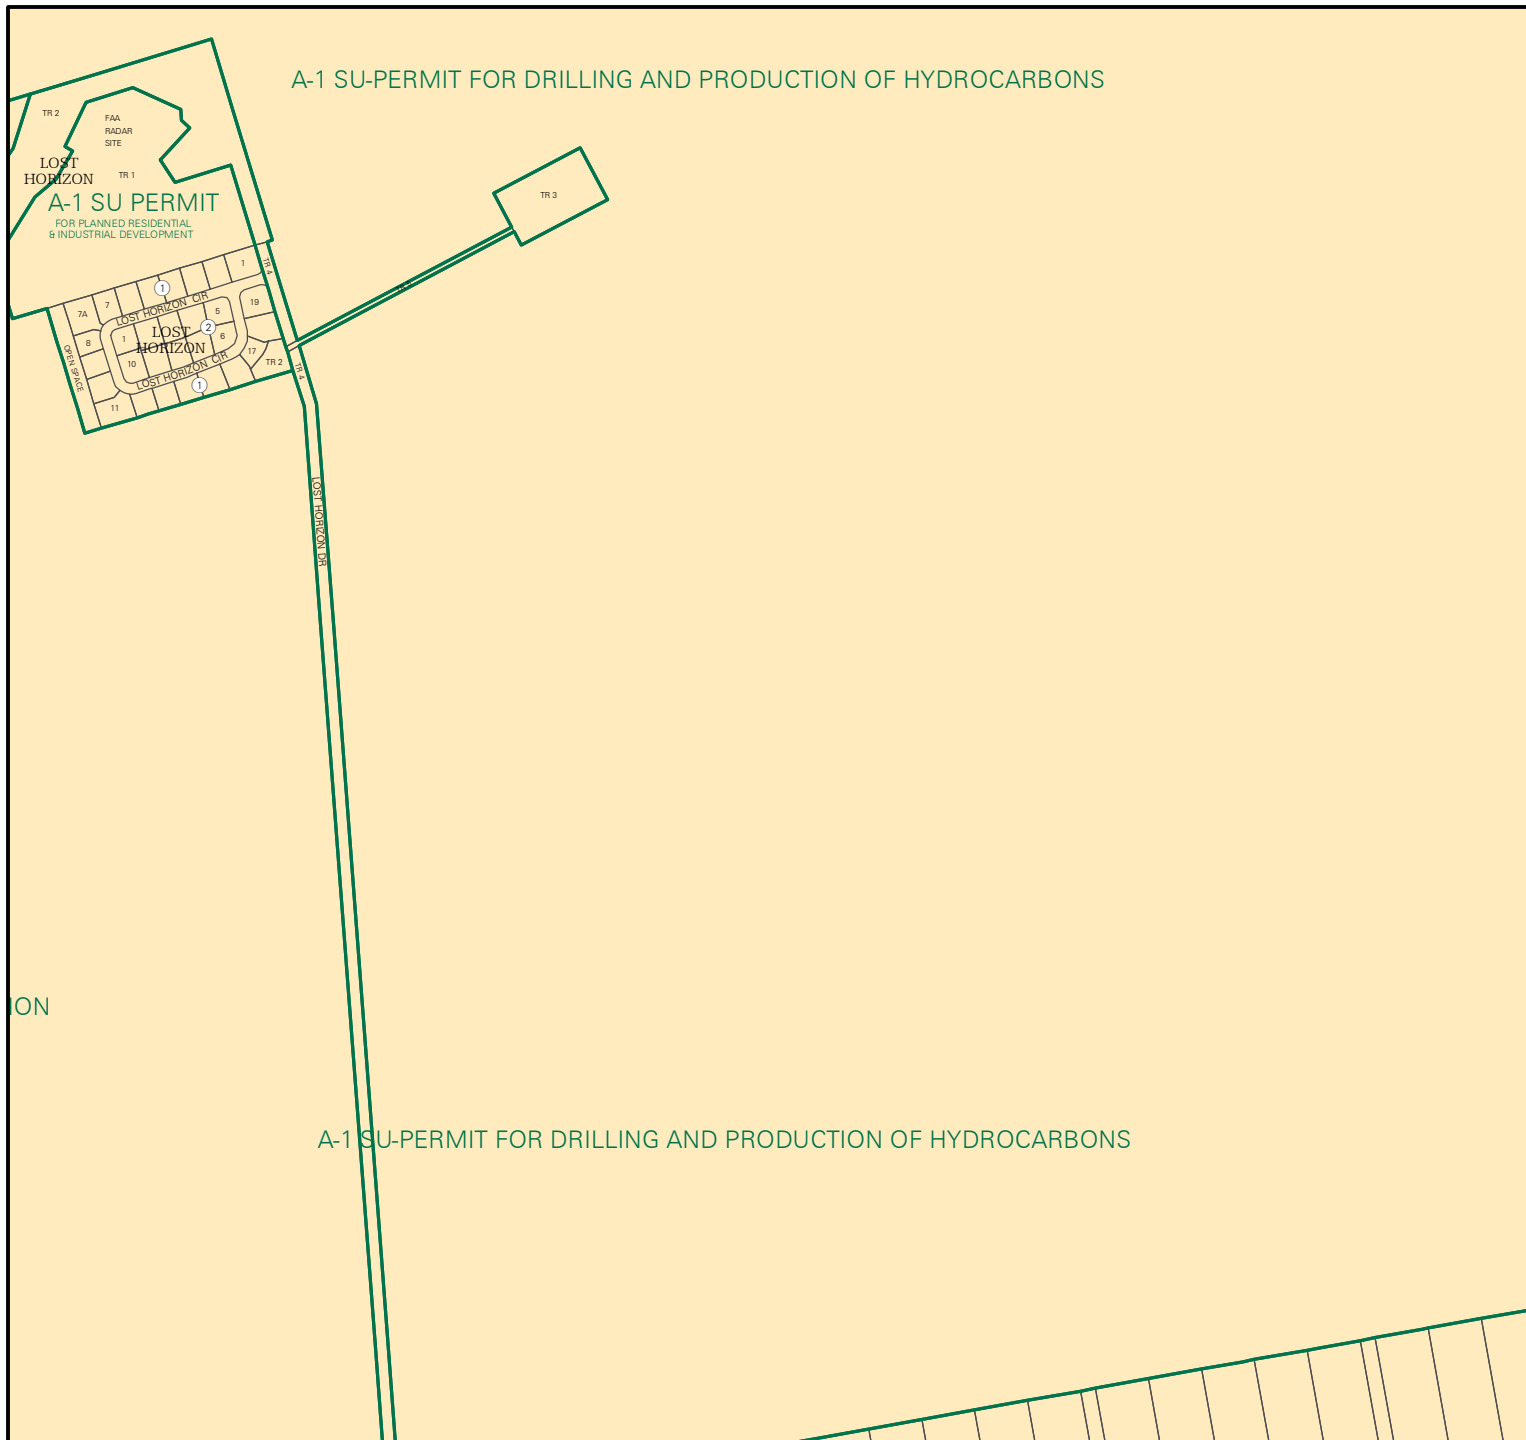 A-1 SU-PERMIT FOR DRILLING AND PRODUCTION OF HYDROCARBONS
TR 2
FAA
RADAR
SITE
LOST
HORIZON
TR 1
A-1 SU PERMIT
FOR PLANNED RESIDENTIAL
& INDUSTRIAL DEVELOPMENT
TR 3
1
TR 4
1
7
7A
LOST HORIZON CIR
19
5
2
LOST
HORIZON
1
6
8
10
17
TR 2
TR 4
OPEN SPACE
LOST HORIZON CIR
1
11
LOST HORIZON DR
ION
A-1 SU-PERMIT FOR DRILLING AND PRODUCTION OF HYDROCARBONS